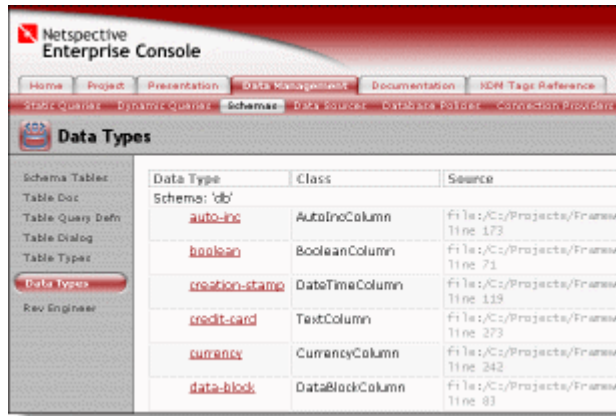 Netspective
Enterprise Console
Home Project Presentation Data Management Documentation XDM Tags Reference
Static Queries Dynamic Queries Schemas Data Sources Database Policies Connection Providers
Data Types
Schema Tables
Table Doc
Table Query Defn
Table Dialog
Table Types
Data Types
Rev Engineer
Data Type Class Source
Schema: 'db'
auto-inc AutoIncColumn file:/C:/Projects/Framew
line 173
boolean BooleanColumn file:/C:/Projects/Framew
line 71
creation-stamp DateTimeColumn file:/C:/Projects/Framew
line 119
credit-card TextColumn file:/C:/Projects/Framew
line 273
currency CurrencyColumn file:/C:/Projects/Framew
line 242
data-block DataBlockColumn file:/C:/Projects/Framew
line 83